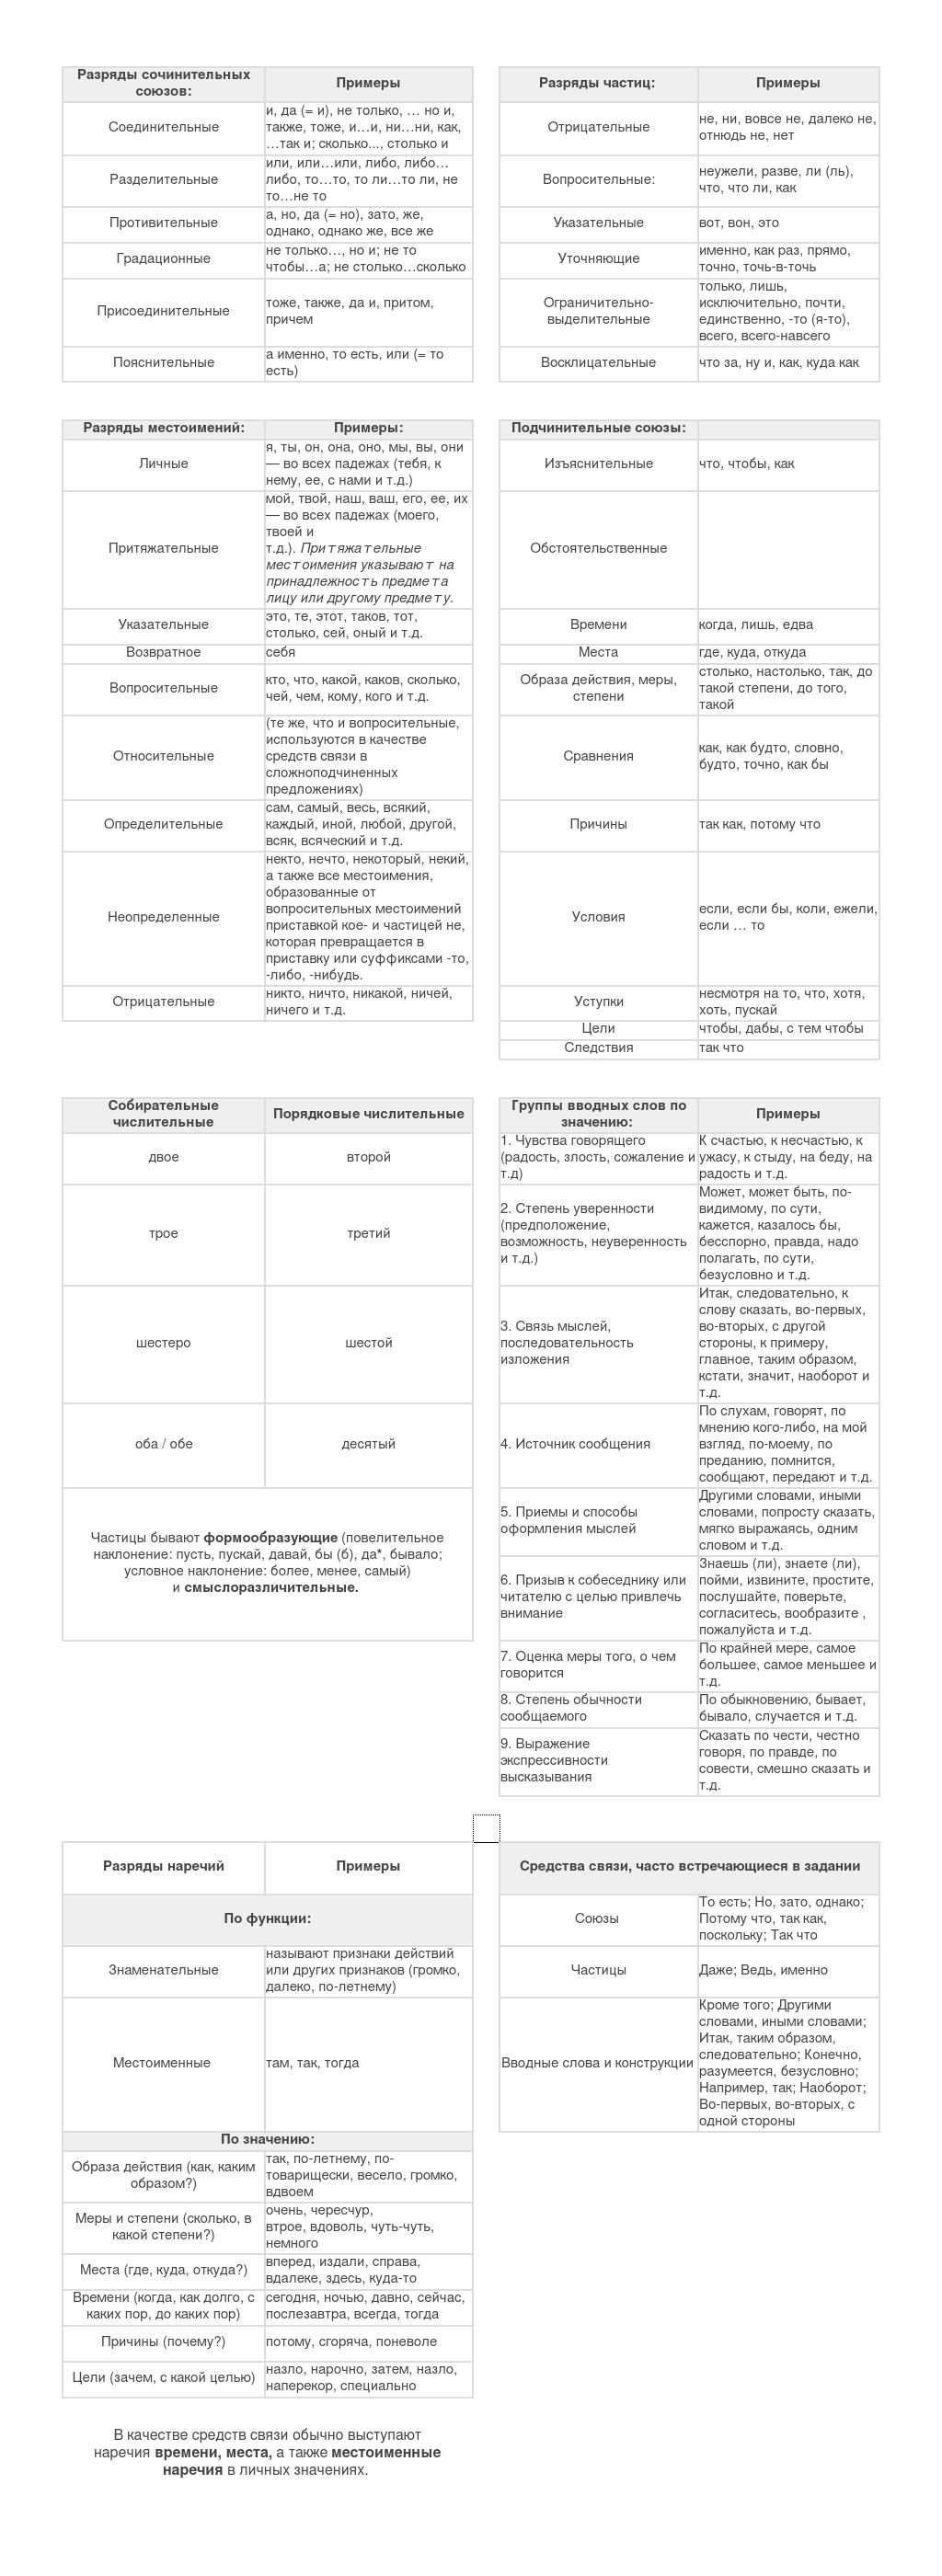 Разряды сочинительных
союзов:
Примеры
Соединительные
и, да (= и), не только, … но и,
также, тоже, и…и, ни…ни, как,
…так и; сколько..., столько и
Разделительные
или, или…или, либо, либо…
либо, то…то, то ли…то ли, не
то…не то
Противительные
а, но, да (= но), зато, же,
однако, однако же, все же
Градационные
не только…, но и; не то
чтобы…а; не столько…сколько
Присоединительные
тоже, также, да и, притом,
причем
Пояснительные
а именно, то есть, или (= то
есть)
Разряды частиц:
Примеры
Отрицательные
не, ни, вовсе не, далеко не,
отнюдь не, нет
Вопросительные:
неужели, разве, ли (ль),
что, что ли, как
Указательные
вот, вон, это
Уточняющие
именно, как раз, прямо,
точно, точь-в-точь
Ограничительно-
выделительные
только, лишь,
исключительно, почти,
единственно, -то (я-то),
всего, всего-навсего
Восклицательные
что за, ну и, как, куда как
Разряды местоимений:
Примеры:
Личные
я, ты, он, она, оно, мы, вы, они
— во всех падежах (тебя, к
нему, ее, с нами и т.д.)
Притяжательные
мой, твой, наш, ваш, его, ее, их
— во всех падежах (моего,
твоей и
т.д.). Притяжательные
местоимения указывают на
принадлежность предмета
лицу или другому предмету.
Указательные
это, те, этот, таков, тот,
столько, сей, оный и т.д.
Возвратное
себя
Вопросительные
кто, что, какой, каков, сколько,
чей, чем, кому, кого и т.д.
Относительные
(те же, что и вопросительные,
используются в качестве
средств связи в
сложноподчиненных
предложениях)
Определительные
сам, самый, весь, всякий,
каждый, иной, любой, другой,
всяк, всяческий и т.д.
Неопределенные
некто, нечто, некоторый, некий,
а также все местоимения,
образованные от
вопросительных местоимений
приставкой кое- и частицей не,
которая превращается в
приставку или суффиксами -то,
-либо, -нибудь.
Отрицательные
никто, ничто, никакой, ничей,
ничего и т.д.
Подчинительные союзы:
Изъяснительные
что, чтобы, как
Обстоятельственные
Времени
когда, лишь, едва
Места
где, куда, откуда
Образа действия, меры,
степени
столько, настолько, так, до
такой степени, до того,
такой
Сравнения
как, как будто, словно,
будто, точно, как бы
Причины
так как, потому что
Условия
если, если бы, коли, ежели,
если … то
Уступки
несмотря на то, что, хотя,
хоть, пускай
Цели
чтобы, дабы, с тем чтобы
Следствия
так что
Собирательные
числительные
Порядковые числительные
двое
второй
трое
третий
шестеро
шестой
оба / обе
десятый
Частицы бывают формообразующие (повелительное
наклонение: пусть, пускай, давай, бы (б), да*, бывало;
условное наклонение: более, менее, самый)
и смыслоразличительные.
Группы вводных слов по
значению:
Примеры
1. Чувства говорящего
(радость, злость, сожаление и
т.д)
К счастью, к несчастью, к
ужасу, к стыду, на беду, на
радость и т.д.
2. Степень уверенности
(предположение,
возможность, неуверенность
и т.д.)
Может, может быть, по-
видимому, по сути,
кажется, казалось бы,
бесспорно, правда, надо
полагать, по сути,
безусловно и т.д.
3. Связь мыслей,
последовательность
изложения
Итак, следовательно, к
слову сказать, во-первых,
во-вторых, с другой
стороны, к примеру,
главное, таким образом,
кстати, значит, наоборот и
т.д.
4. Источник сообщения
По слухам, говорят, по
мнению кого-либо, на мой
взгляд, по-моему, по
преданию, помнится,
сообщают, передают и т.д.
5. Приемы и способы
оформления мыслей
Другими словами, иными
словами, попросту сказать,
мягко выражаясь, одним
словом и т.д.
6. Призыв к собеседнику или
читателю с целью привлечь
внимание
Знаешь (ли), знаете (ли),
пойми, извините, простите,
послушайте, поверьте,
согласитесь, вообразите ,
пожалуйста и т.д.
7. Оценка меры того, о чем
говорится
По крайней мере, самое
большее, самое меньшее и
т.д.
8. Степень обычности
сообщаемого
По обыкновению, бывает,
бывало, случается и т.д.
9. Выражение
экспрессивности
высказывания
Сказать по чести, честно
говоря, по правде, по
совести, смешно сказать и
т.д.
Разряды наречий
Примеры
По функции:
Знаменательные
называют признаки действий
или других признаков (громко,
далеко, по-летнему)
Местоименные
там, так, тогда
По значению:
Образа действия (как, каким
образом?)
так, по-летнему, по-
товарищески, весело, громко,
вдвоем
Меры и степени (сколько, в
какой степени?)
очень, чересчур,
втрое, вдоволь, чуть-чуть,
немного
Места (где, куда, откуда?)
вперед, издали, справа,
вдалеке, здесь, куда-то
Времени (когда, как долго, с
каких пор, до каких пор)
сегодня, ночью, давно, сейчас,
послезавтра, всегда, тогда
Причины (почему?)
потому, сгоряча, поневоле
Цели (зачем, с какой целью)
назло, нарочно, затем, назло,
наперекор, специально
Средства связи, часто встречающиеся в задании
Союзы
То есть; Но, зато, однако;
Потому что, так как,
поскольку; Так что
Частицы
Даже; Ведь, именно
Вводные слова и конструкции
Кроме того; Другими
словами, иными словами;
Итак, таким образом,
следовательно; Конечно,
разумеется, безусловно;
Например, так; Наоборот;
Во-первых, во-вторых, с
одной стороны
В качестве средств связи обычно выступают
наречия времени, места, а также местоименные
наречия в личных значениях.